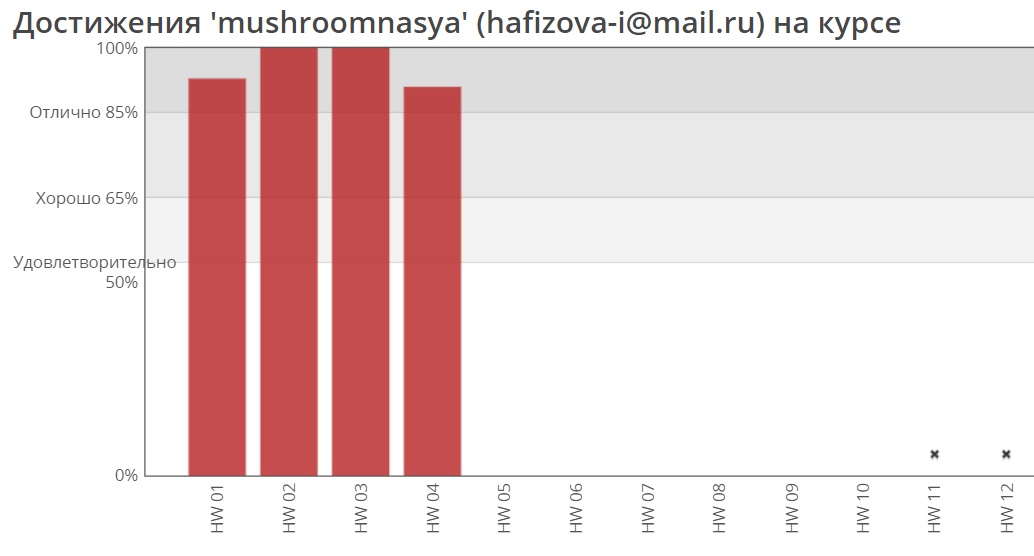 Достижения 'mushroomnasya' (hafizova-i@mail.ru) на курсе
100%
Отлично 85%
Хорошо 65%
Удовлетворительно
50%
0%
HW 01
HW 02
HW 03
HW 04
HW 05
HW 06
HW 07
HW 08
HW 09
HW 10
HW 11
HW 12